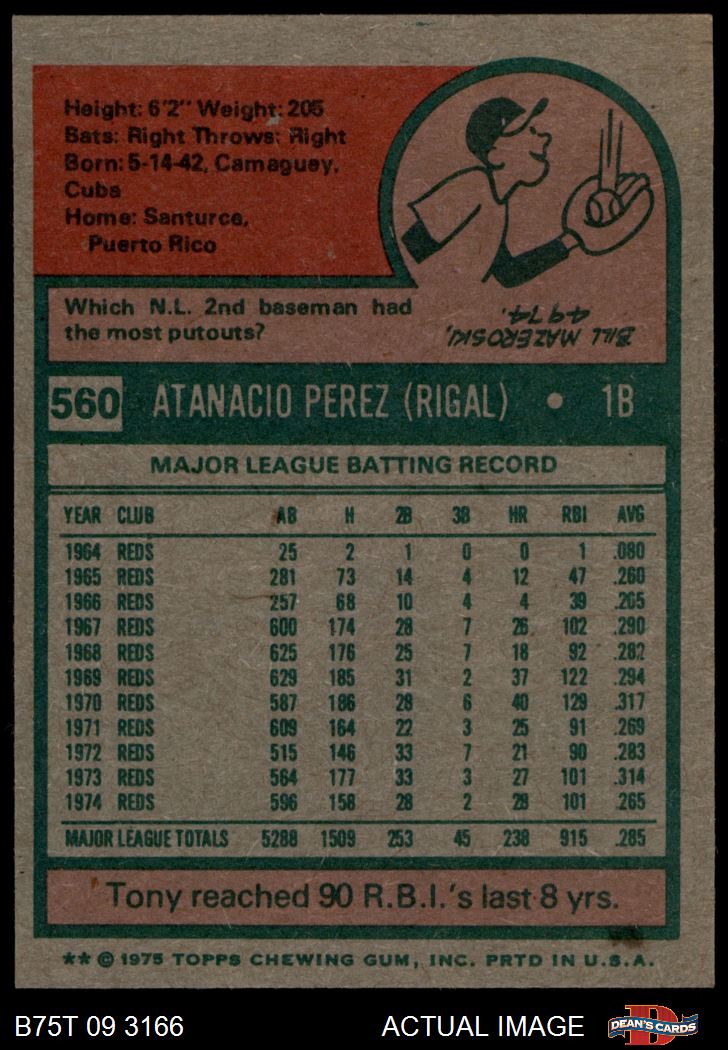 Height: 6'2" Weight: 205
Bats: Right Throws: Right
Born: 5-14-42, Camaguey,
Cuba
Home: Santurce,
Puerto Rico
Which N.L. 2nd baseman had
the most putouts?
BILL MAZEROSKI,
4974.
560 ATANACIO PEREZ (RIGAL) • 1B
MAJOR LEAGUE BATTING RECORD
YEAR CLUB AB H 2B 3B HR RBI AVG
1964 REDS 25 2 1 0 0 1 .080
1965 REDS 281 73 14 4 12 47 .260
1966 REDS 257 68 10 4 4 39 .265
1967 REDS 600 174 28 7 26 102 .290
1968 REDS 625 176 25 7 18 92 .282
1969 REDS 629 185 31 2 37 122 .294
1970 REDS 587 186 28 6 40 129 .317
1971 REDS 609 164 22 3 25 91 .269
1972 REDS 515 146 33 7 21 90 .283
1973 REDS 564 177 33 3 27 101 .314
1974 REDS 596 158 28 2 28 101 .265
MAJOR LEAGUE TOTALS 5288 1509 253 45 238 915 .285
Tony reached 90 R.B.I.'s last 8 yrs.
** © 1975 TOPPS CHEWING GUM, INC. PRTD IN U.S.A.
B75T 09 3166 ACTUAL IMAGE D DEAN'S CARDS